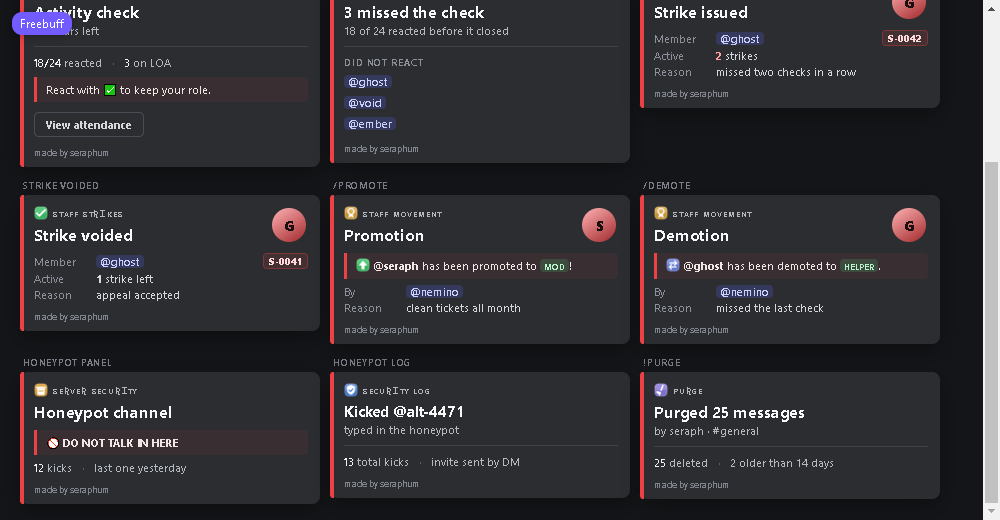 Activity check
Freebuff
rs left
18/24 reacted · 3 on LOA
React with ✅ to keep your role.
View attendance
made by seraphum
3 missed the check
18 of 24 reacted before it closed
DID NOT REACT
@ghost
@void
@ember
made by seraphum
G
Strike issued
Member @ghost S-0042
Active 2 strikes
Reason missed two checks in a row
made by seraphum
STRIKE VOIDED
STAFF STRIKES
G
Strike voided
Member @ghost S-0041
Active 1 strike left
Reason appeal accepted
made by seraphum
/PROMOTE
STAFF MOVEMENT
S
Promotion
@seraph has been promoted to MOD !
By @nemino
Reason clean tickets all month
made by seraphum
/DEMOTE
STAFF MOVEMENT
G
Demotion
@ghost has been demoted to HELPER .
By @nemino
Reason missed the last check
made by seraphum
HONEYPOT PANEL
SERVER SECURITY
Honeypot channel
🚫 DO NOT TALK IN HERE
12 kicks · last one yesterday
made by seraphum
HONEYPOT LOG
SECURITY LOG
Kicked @alt-4471
typed in the honeypot
13 total kicks · invite sent by DM
made by seraphum
!PURGE
PURGE
Purged 25 messages
by seraph · #general
25 deleted · 2 older than 14 days
made by seraphum